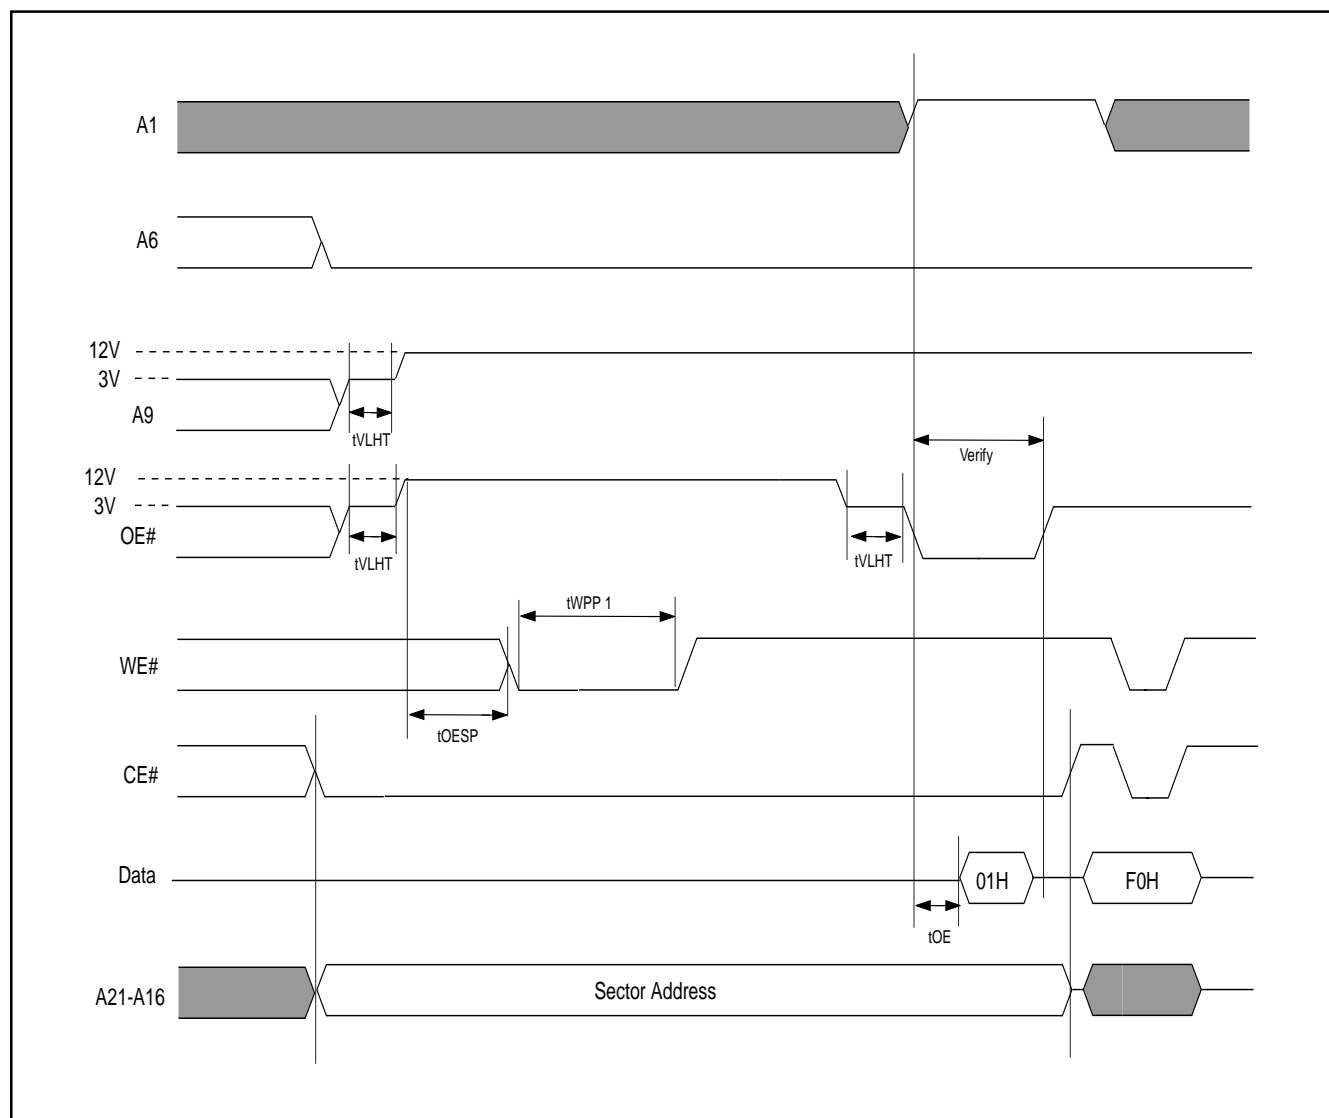 A1
A6
12V
3V
A9
tVLHT
Verify
12V
3V
OE#
tVLHT
tVLHT
tWPP 1
WE#
tOESP
CE#
Data
01H
F0H
tOE
A21-A16
Sector Address